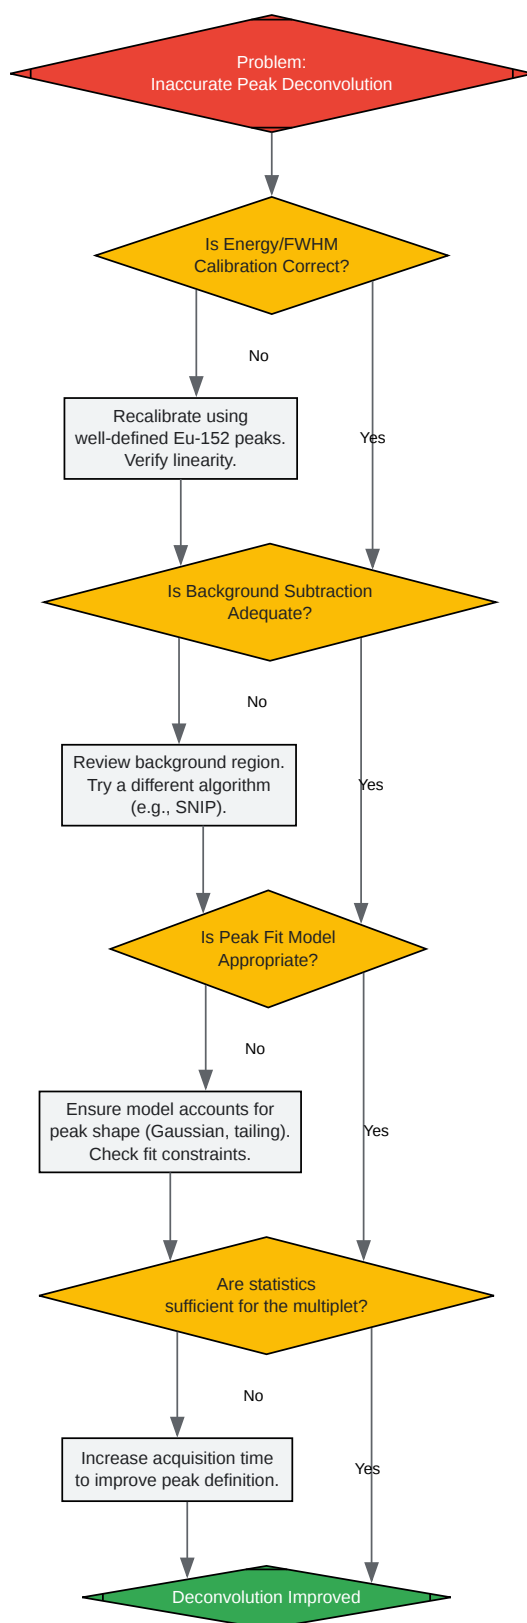 Problem:
Inaccurate Peak Deconvolution
Is Energy/FWHM
Calibration Correct?
No
Recalibrate using
well-defined Eu-152 peaks.
Verify linearity.
Yes
Is Background Subtraction
Adequate?
No
Review background region.
Try a different algorithm
(e.g., SNIP).
Yes
Is Peak Fit Model
Appropriate?
No
Ensure model accounts for
peak shape (Gaussian, tailing).
Check fit constraints.
Yes
Are statistics
sufficient for the multiplet?
No
Increase acquisition time
to improve peak definition.
Yes
Deconvolution Improved